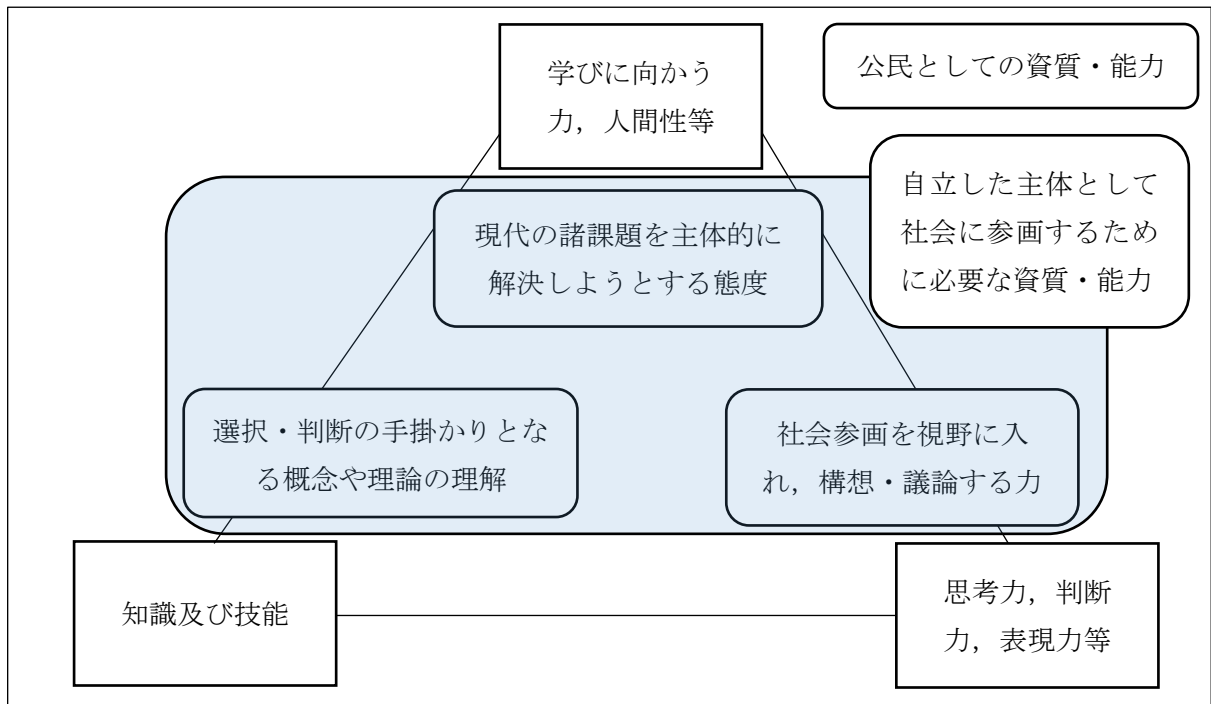 学びに向かう
力，人間性等
公民としての資質・能力
自立した主体として
社会に参画するため
に必要な資質・能力
現代の諸課題を主体的に
解決しようとする態度
選択・判断の手掛かりとな
る概念や理論の理解
社会参画を視野に入
れ，構想・議論する力
知識及び技能
思考力，判断
力，表現力等